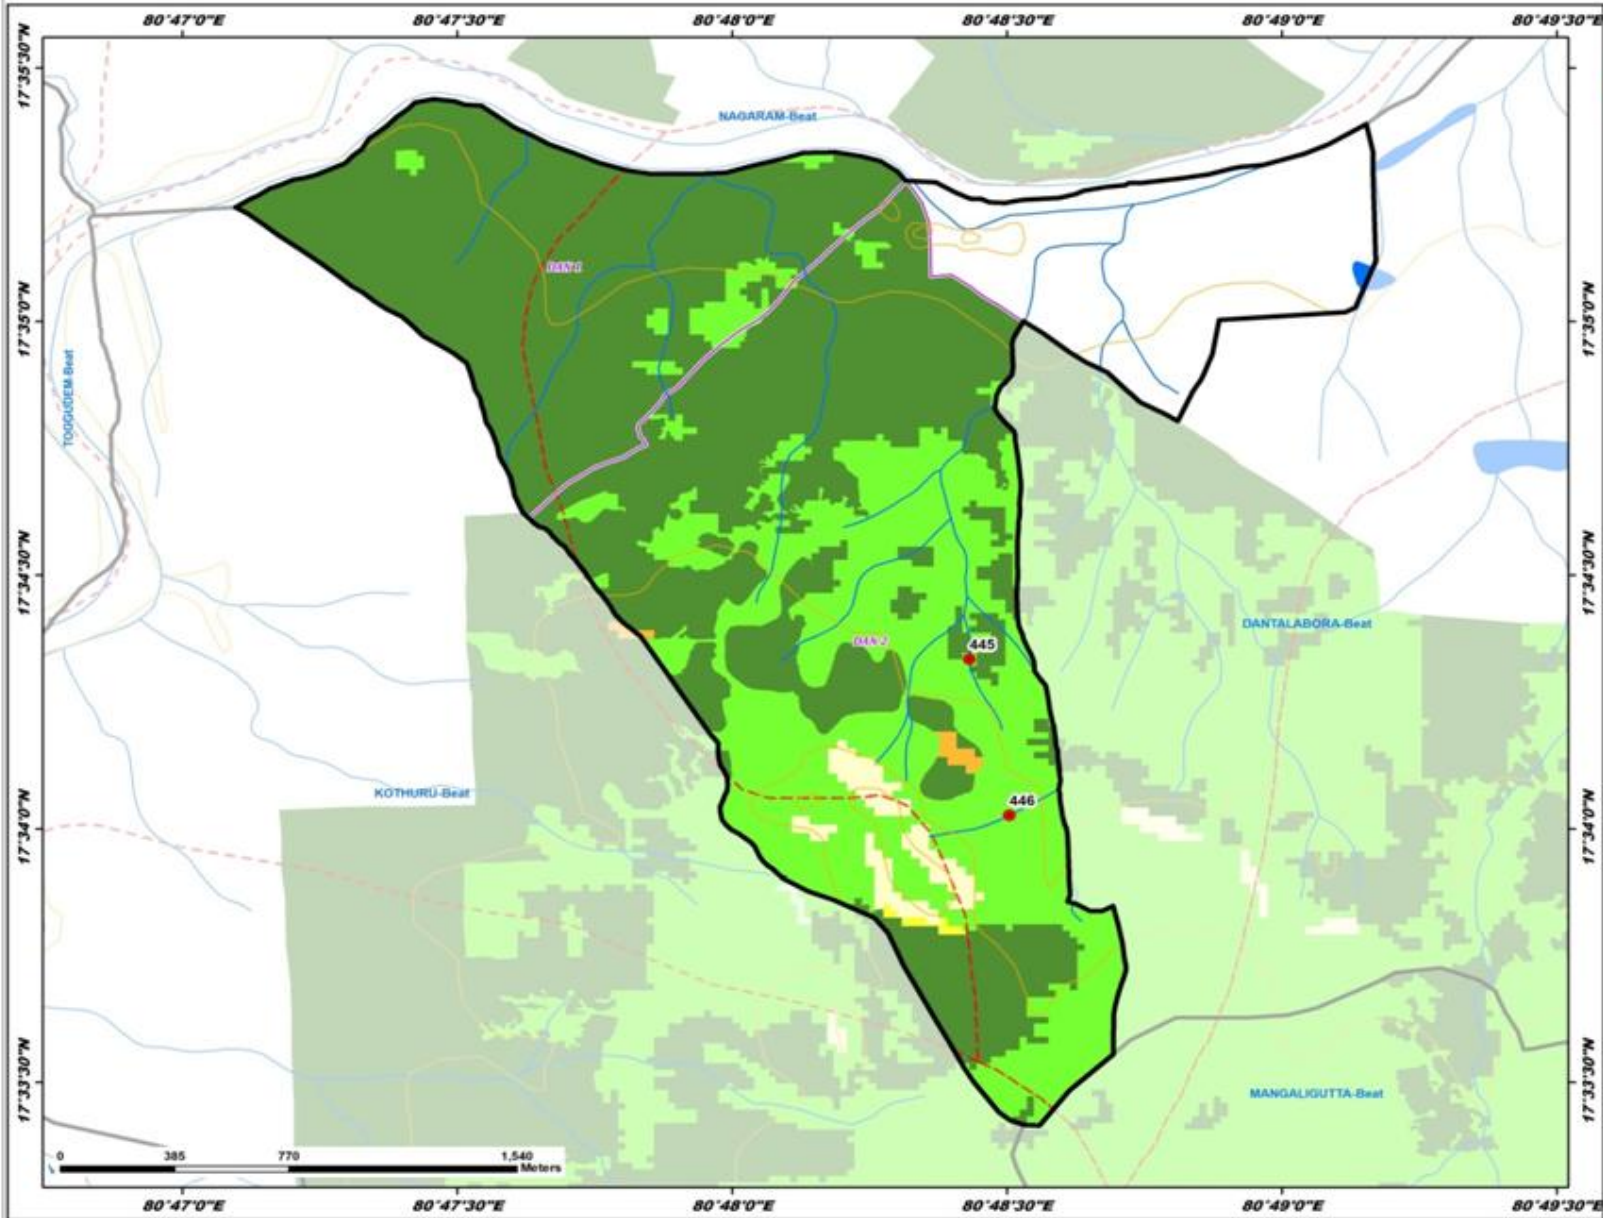 80°47'0"E 80°47'30"E 80°48'0"E 80°48'30"E 80°49'0"E 80°49'30"E
17°35'30"N
NAGARAM-Beat
DAN 1
17°35'0"N 17°35'0"N
TOGGUDEM-Beat
17°34'30"N 17°34'30"N
DANTALABORA-Beat
DAN 2
445
KOTHURU-Beat
446
17°34'0"N 17°34'0"N
17°33'30"N 17°33'30"N
MANGALIGUTTA-Beat
0 385 770 1,540
Meters
80°47'0"E 80°47'30"E 80°48'0"E 80°48'30"E 80°49'0"E 80°49'30"E